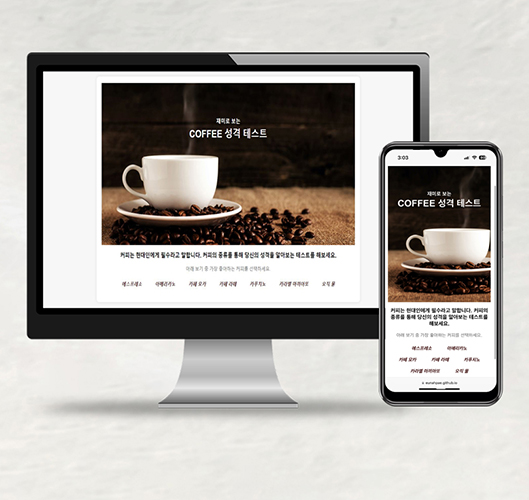 재미로 보는
COFFEE 성격 테스트
커피는 현대인에게 필수라고 말합니다. 커피의 종류를 통해 당신의 성격을 알아보는 테스트를 해보세요.
아래 보기 중 가장 좋아하는 커피를 선택하세요.
에스프레소 아메리카노 카페 모카 카페 라떼 카푸치노 카라멜 마끼아또 오직 물
3:03
재미로 보는
COFFEE 성격 테스트
커피는 현대인에게 필수라고 말합니다. 커피의
종류를 통해 당신의 성격을 알아보는 테스트를
해보세요.
아래 보기 중 가장 좋아하는 커피를 선택하세요.
에스프레소 아메리카노
카페 모카 카페 라떼 카푸치노
카라멜 마끼아또 오직 물